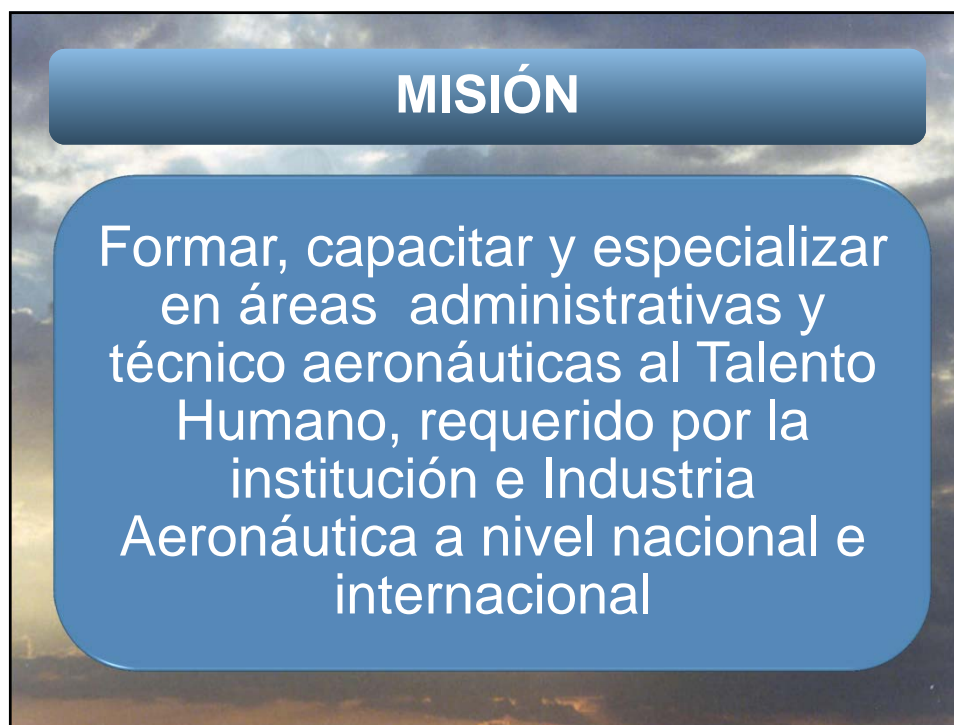 MISIÓN
Formar, capacitar y especializar
en áreas  administrativas y
técnico aeronáuticas al Talento
Humano, requerido por la
institución e Industria
Aeronáutica a nivel nacional e
internacional